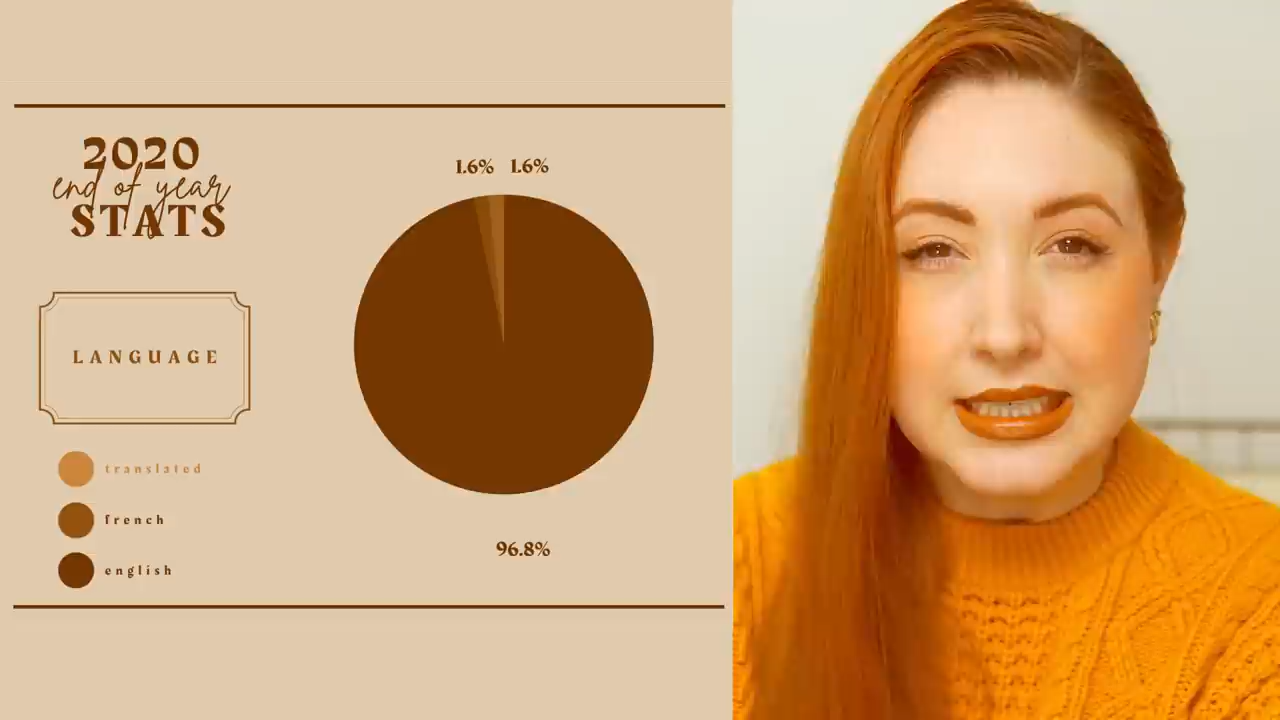 2020
end of year
STATS
1.6% 1.6%
LANGUAGE
translated
french
english
96.8%